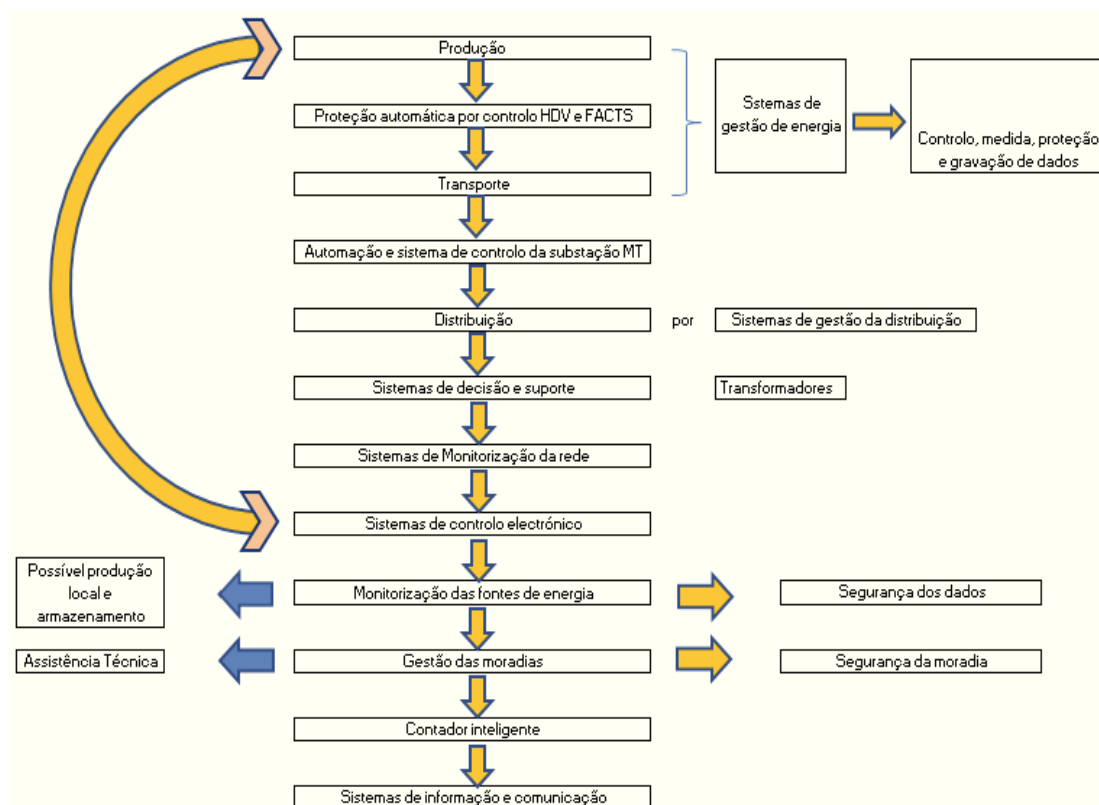 Produção
Proteção automática por controlo HDV e FACTS
Sstemas de
gestão de energia
Controlo, medida, proteção
e gravação de dados
Transporte
Automação e sistema de controlo da substação MT
Distribuição
por
Sistemas de gestão da distribuição
Sistemas de decisão e suporte
Transformadores
Sistemas de Monitorização da rede
Sistemas de controlo electrónico
Possível produção
local e
armazenamento
Monitorização das fontes de energia
Segurança dos dados
Assistência Técnica
Gestão das moradias
Segurança da moradia
Contador inteligente
Sistemas de informação e comunicação